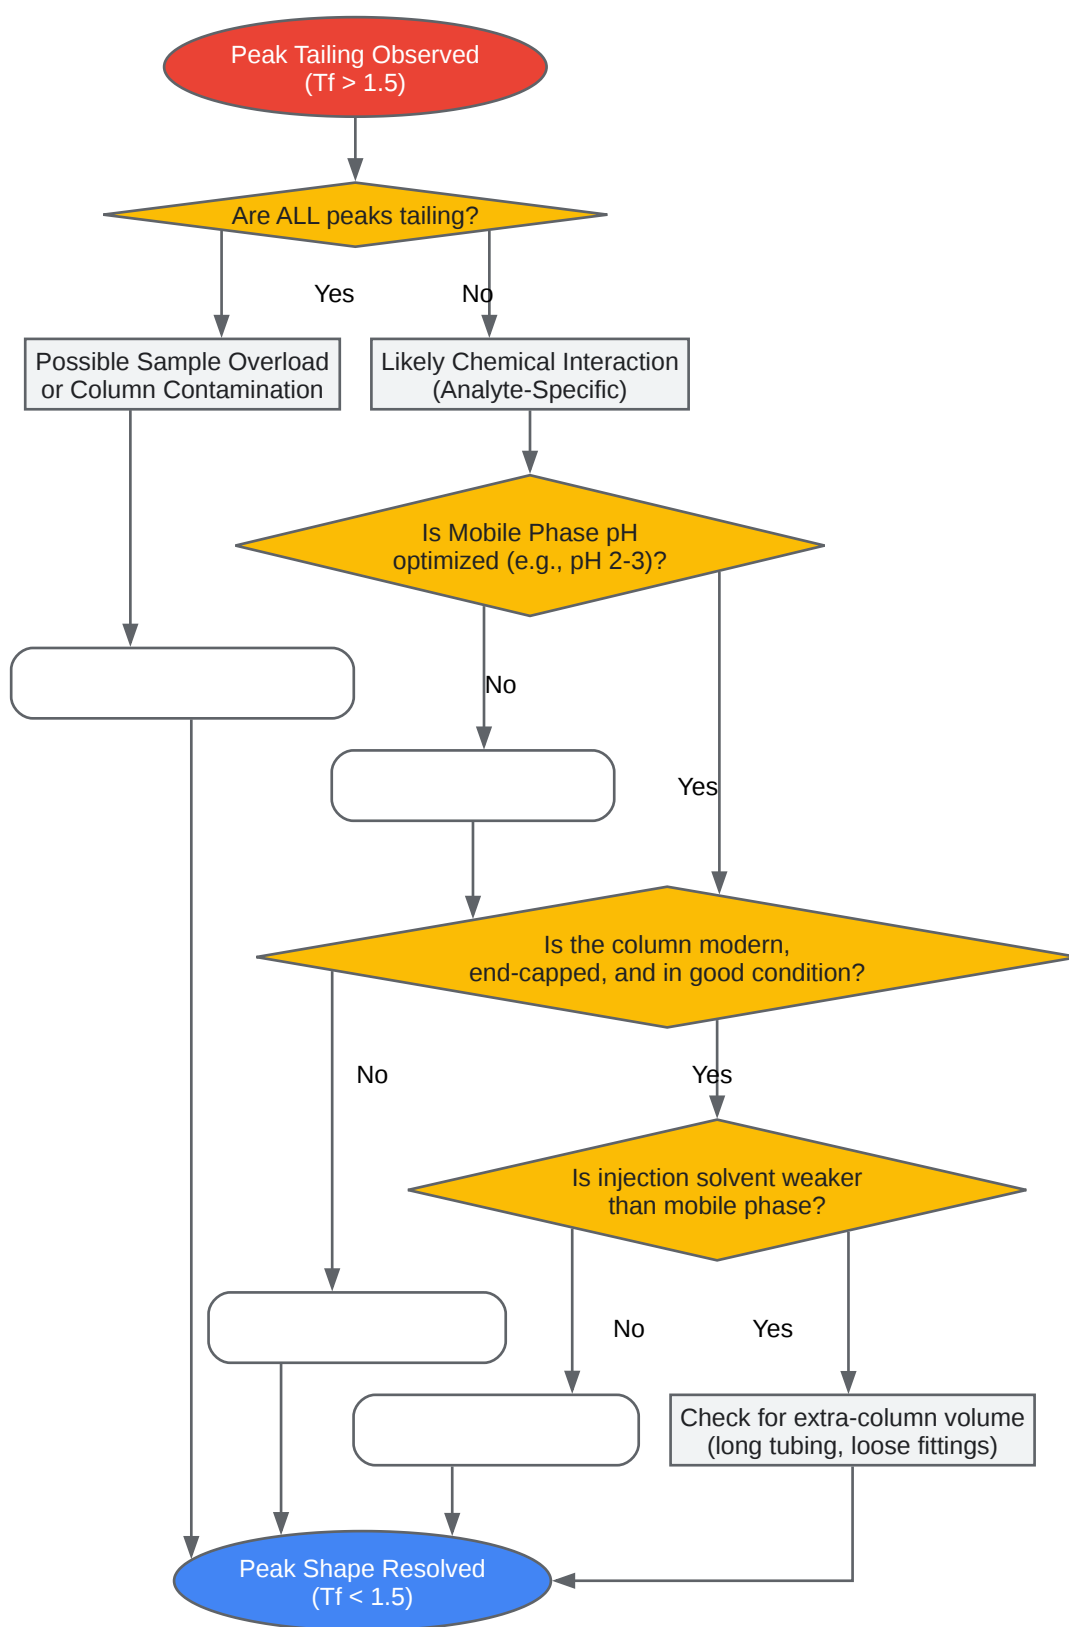 Peak Tailing Observed
(Tf > 1.5)
Are ALL peaks tailing?
Yes
No
Possible Sample Overload
or Column Contamination
Likely Chemical Interaction
(Analyte-Specific)
Is Mobile Phase pH
optimized (e.g., pH 2-3)?
No
Yes
Is the column modern,
end-capped, and in good condition?
No
Yes
Is injection solvent weaker
than mobile phase?
No
Yes
Check for extra-column volume
(long tubing, loose fittings)
Peak Shape Resolved
(Tf < 1.5)